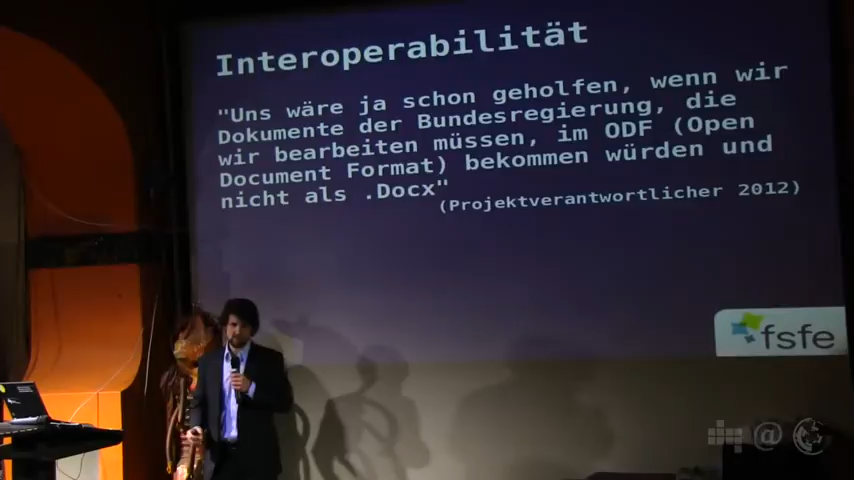 Interoperabilität
"Uns wäre ja schon geholfen, wenn wir
Dokumente der Bundesregierung, die
wir bearbeiten müssen, im ODF (Open
Document Format) bekommen würden und
nicht als .Docx"
(Projektverantwortlicher 2012)
fsfe
@